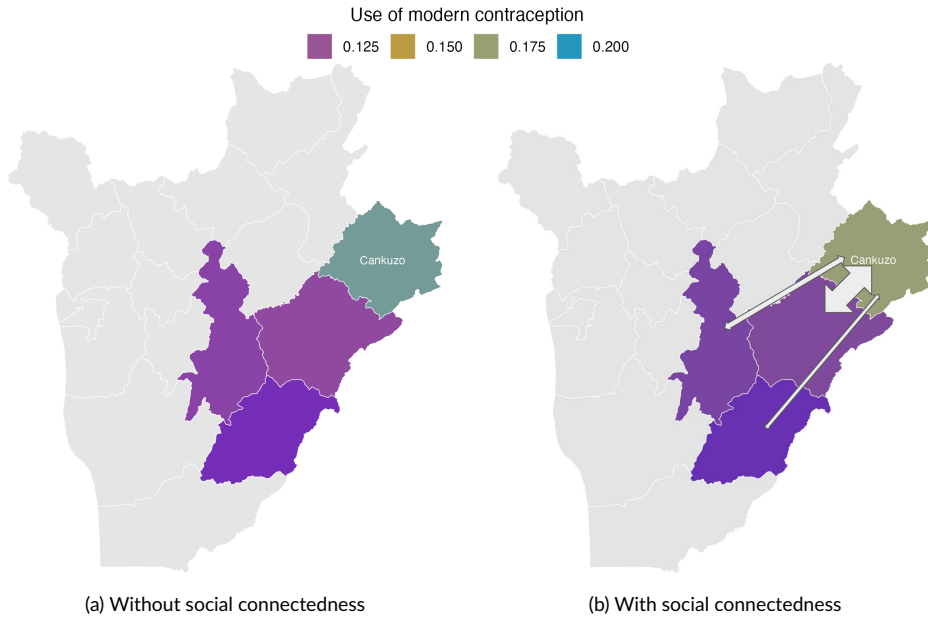 Use of modern contraception
0.125 0.150 0.175 0.200
Cankuzo
Cankuzo
(a) Without social connectedness
(b) With social connectedness